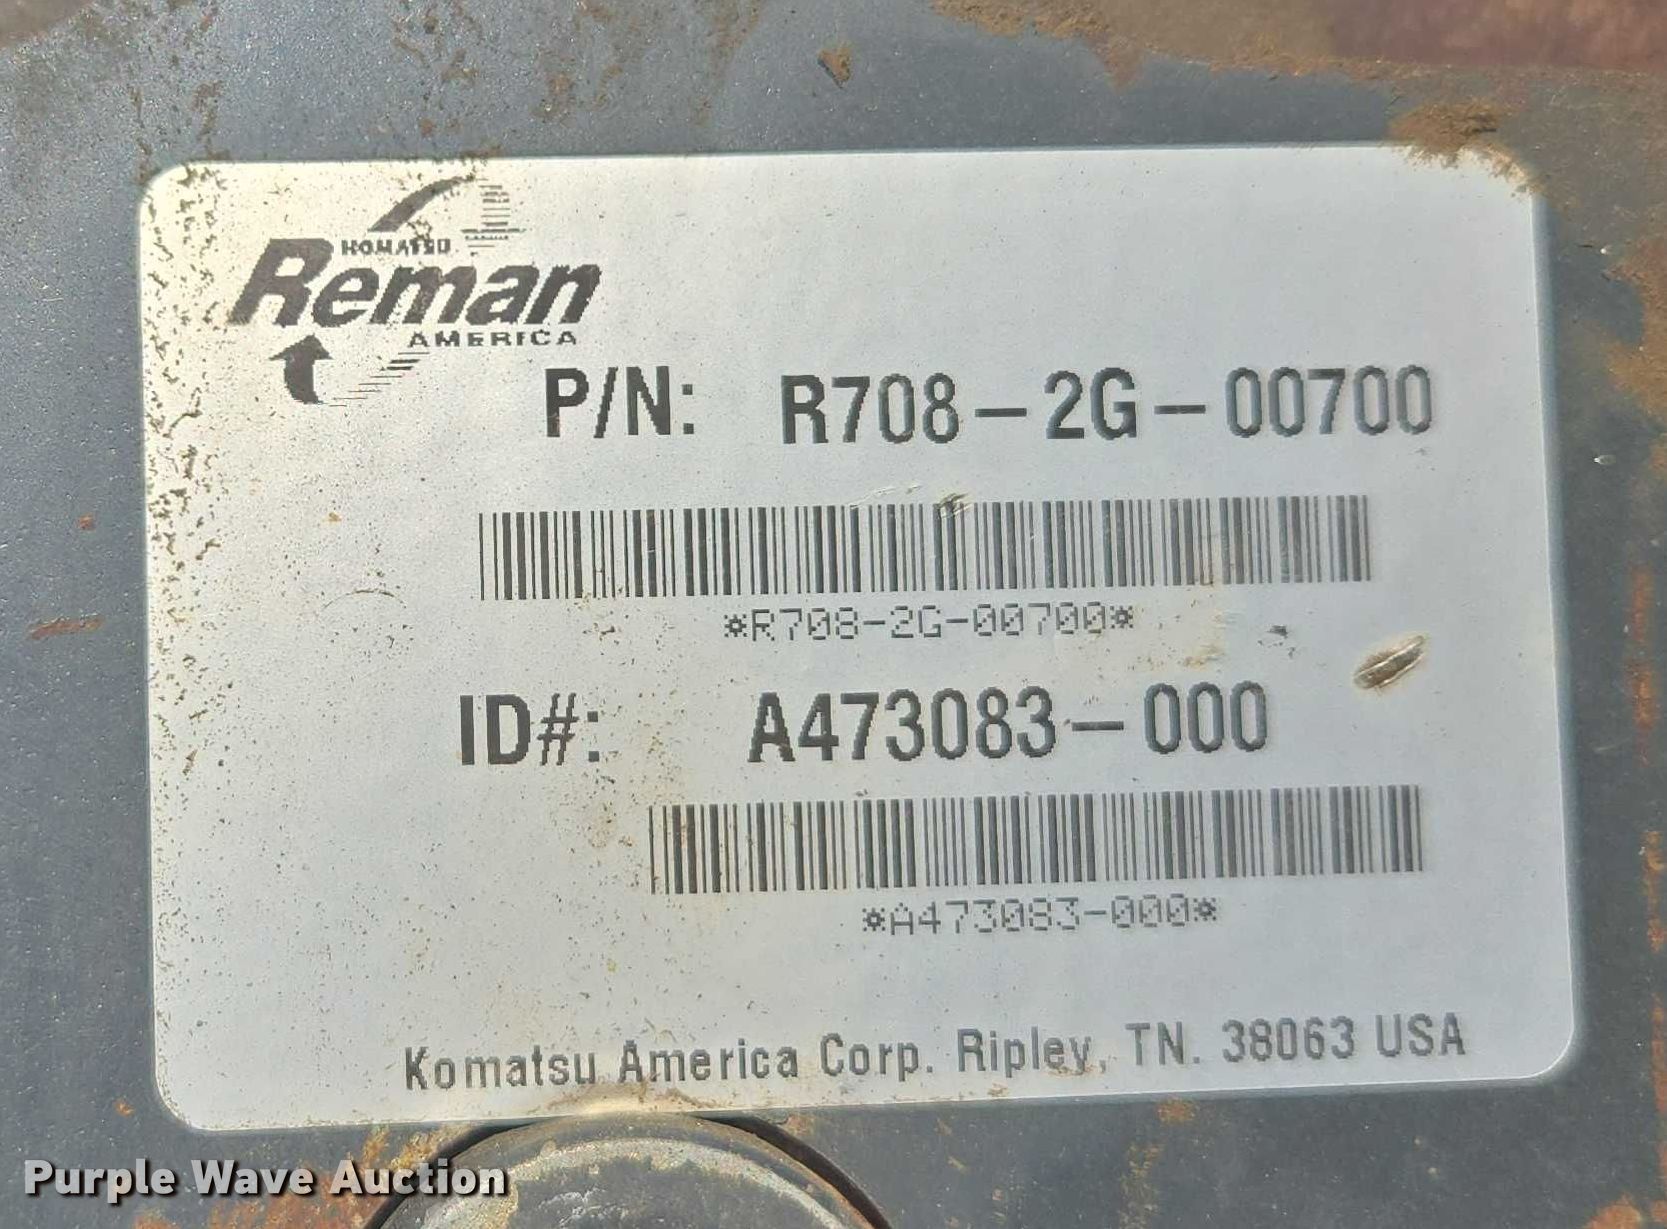 KOMATSU
Reman
AMERICA
P/N: R708-2G-00700
*R708-2G-00700*
ID#: A473083-000
*A473083-000*
Komatsu America Corp. Ripley, TN. 38063 USA
Purple Wave Auction